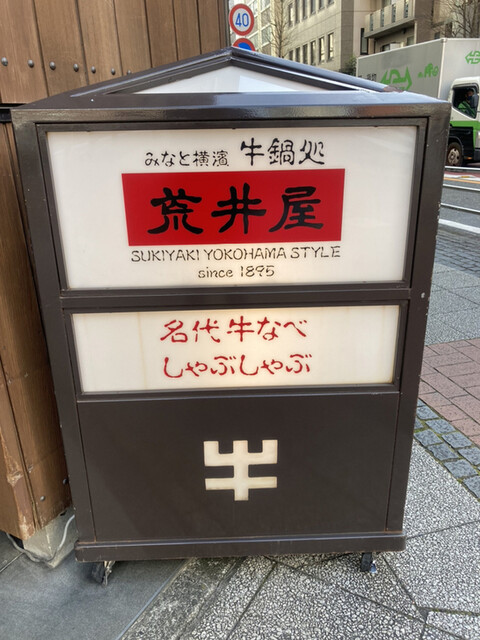 40
みなと横濱 牛鍋処
荒井屋
SUKIYAKI YOKOHAMA STYLE
since 1895
名代牛なべ
しゃぶしゃぶ
牛